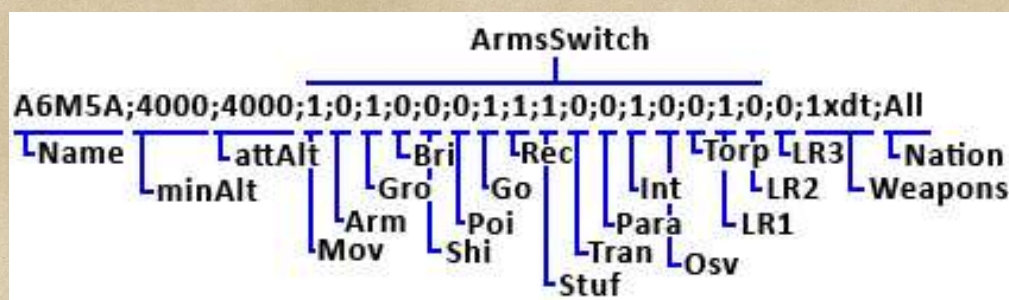 ArmsSwitch
A6M5A;4000;4000;1;0;1;0;0;0;1;1;1;0;0;1;0;0;1;0;0;1xdt;All
Name attAlt Bri Rec Torp LR3 Nation
minAlt Gro Go Int LR2 Weapons
Arm Poi Para LR1
Mov Shi Tran Osv
Stuf